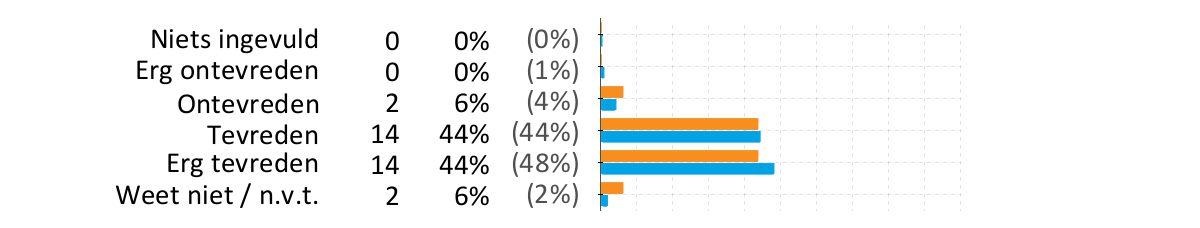 Niets ingevuld 0 0% (0%)
Erg ontevreden 0 0% (1%)
Ontevreden 2 6% (4%)
Tevreden 14 44% (44%)
Erg tevreden 14 44% (48%)
Weet niet / n.v.t. 2 6% (2%)